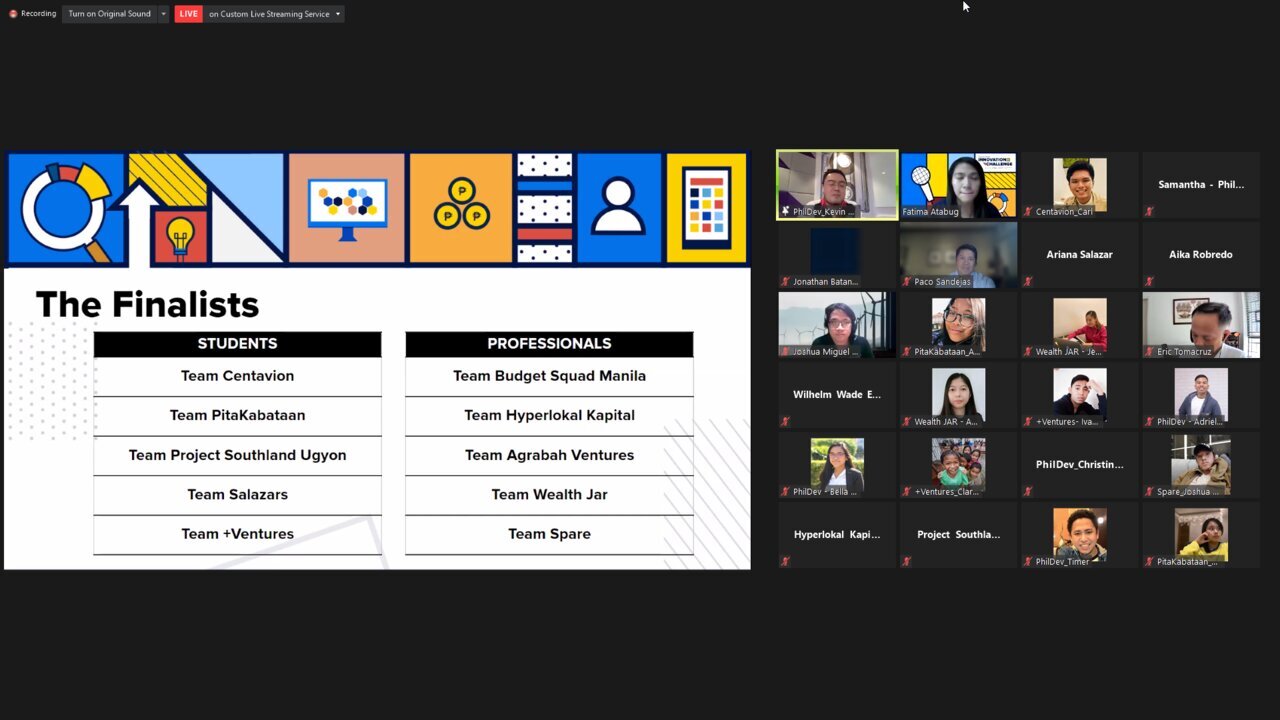 Recording
Turn on Original Sound
LIVE
on Custom Live Streaming Service
The Finalists
STUDENTS
Team Centavion
Team PitaKabataan
Team Project Southland Ugyon
Team Salazars
Team +Ventures
PROFESSIONALS
Team Budget Squad Manila
Team Hyperlokal Kapital
Team Agrabah Ventures
Team Wealth Jar
Team Spare
PhilDev_Kevin ...
INNOVATION
CHALLENGE
Fatima Atabug
Centavion_Carl
Samantha - Phil...
Jonathan Batan...
Paco Sandejas
Ariana Salazar
Aika Robredo
Joshua Miguel ...
PitaKabataan_A...
Wealth JAR - Je...
Eric Tomacruz
Wilhelm Wade E...
Wealth JAR - A...
+Ventures- Iva...
PhilDev - Adriel...
PhilDev - Bella ...
+Ventures_Clar...
PhilDev_Christin...
Spare_Joshua ...
Hyperlokal Kapi...
Project Southla...
PhilDev_Timer
PitaKabataan_...